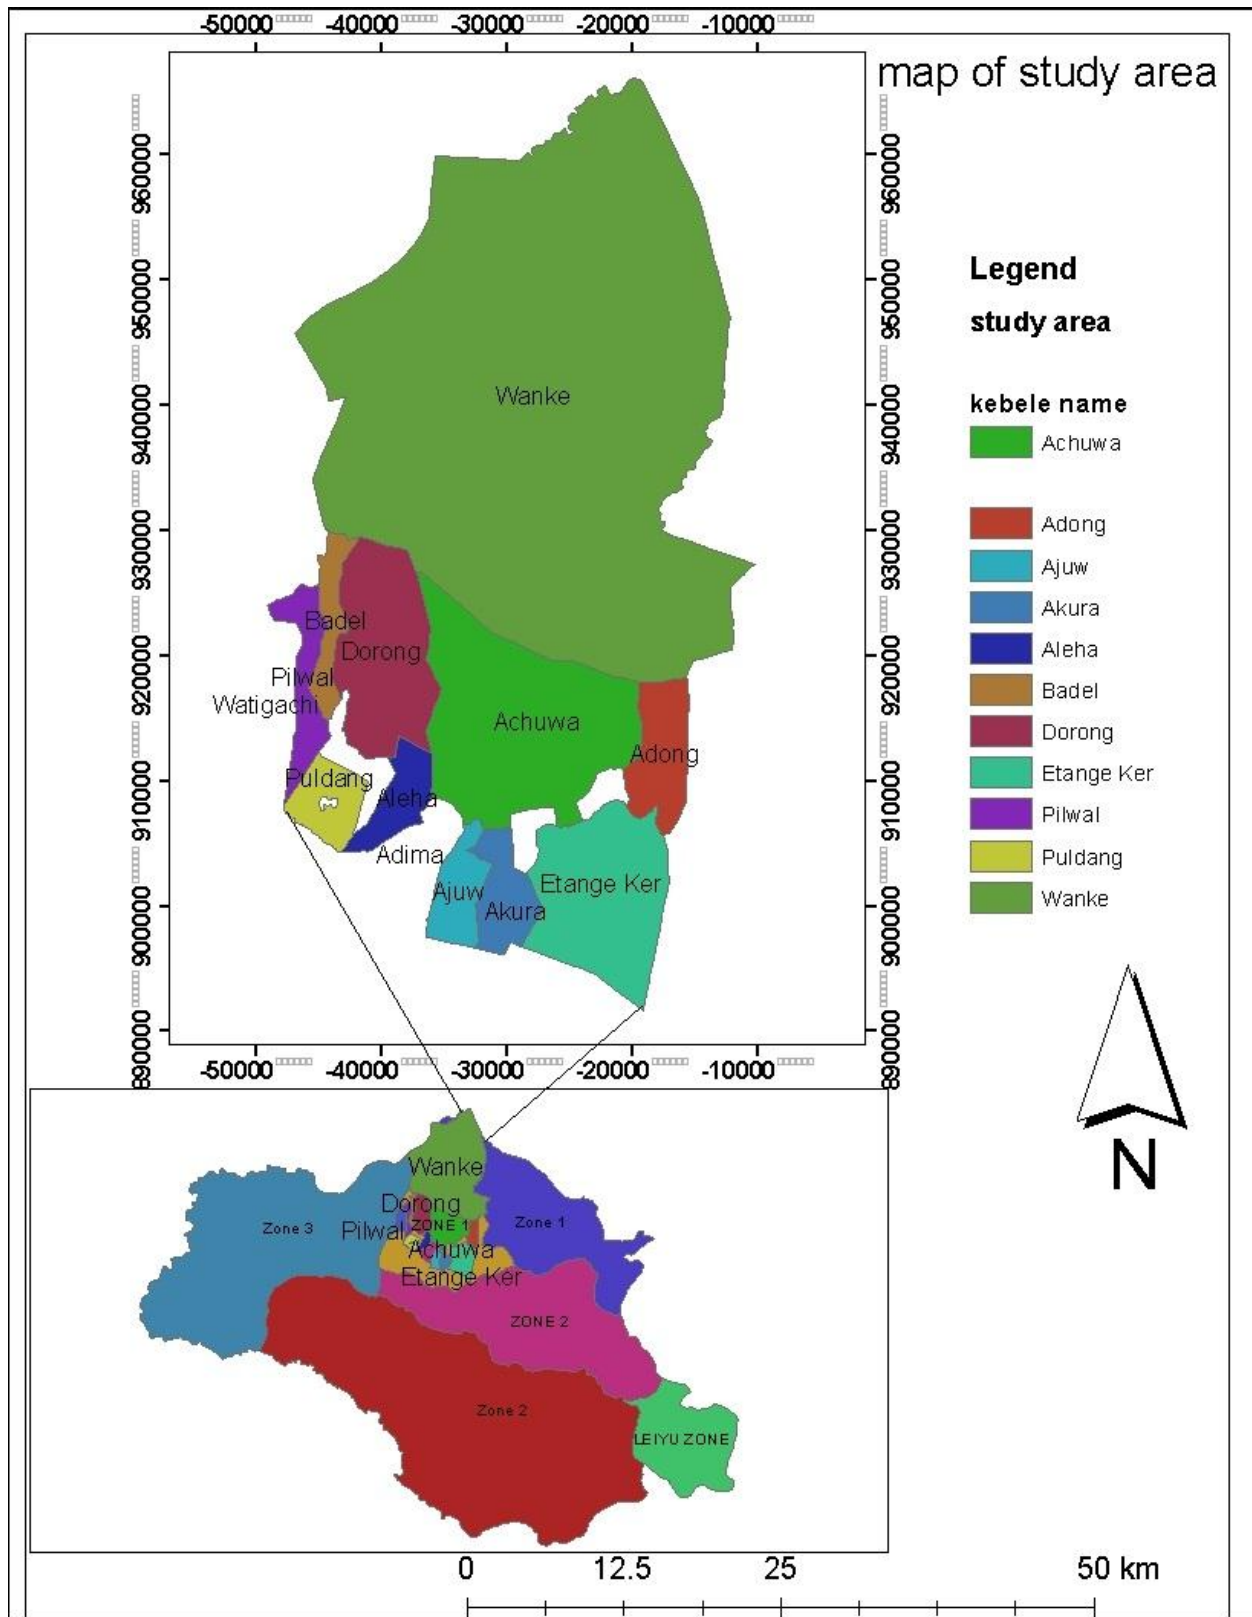 -50000 -40000 -30000 -20000 -10000
map of study area
960000 960000
950000 950000
940000 940000
930000 930000
920000 920000
910000 910000
900000 900000
890000 890000
Wanke
Badel
Dorong
Pilwal
Watigachi
Achuwa
Adong
Puldang
Aleha
Adima
Ajuw
Akura
Etange Ker
-50000 -40000 -30000 -20000 -10000
Legend
study area
kebele name
Achuwa
Adong
Ajuw
Akura
Aleha
Badel
Dorong
Etange Ker
Pilwal
Puldang
Wanke
N
Wanke
Dorong
Zone 3
Pilwal
ZONE 1
Zone 1
Achuwa
Etange Ker
ZONE 2
Zone 2
LEIYU ZONE
0 12.5 25 50 km